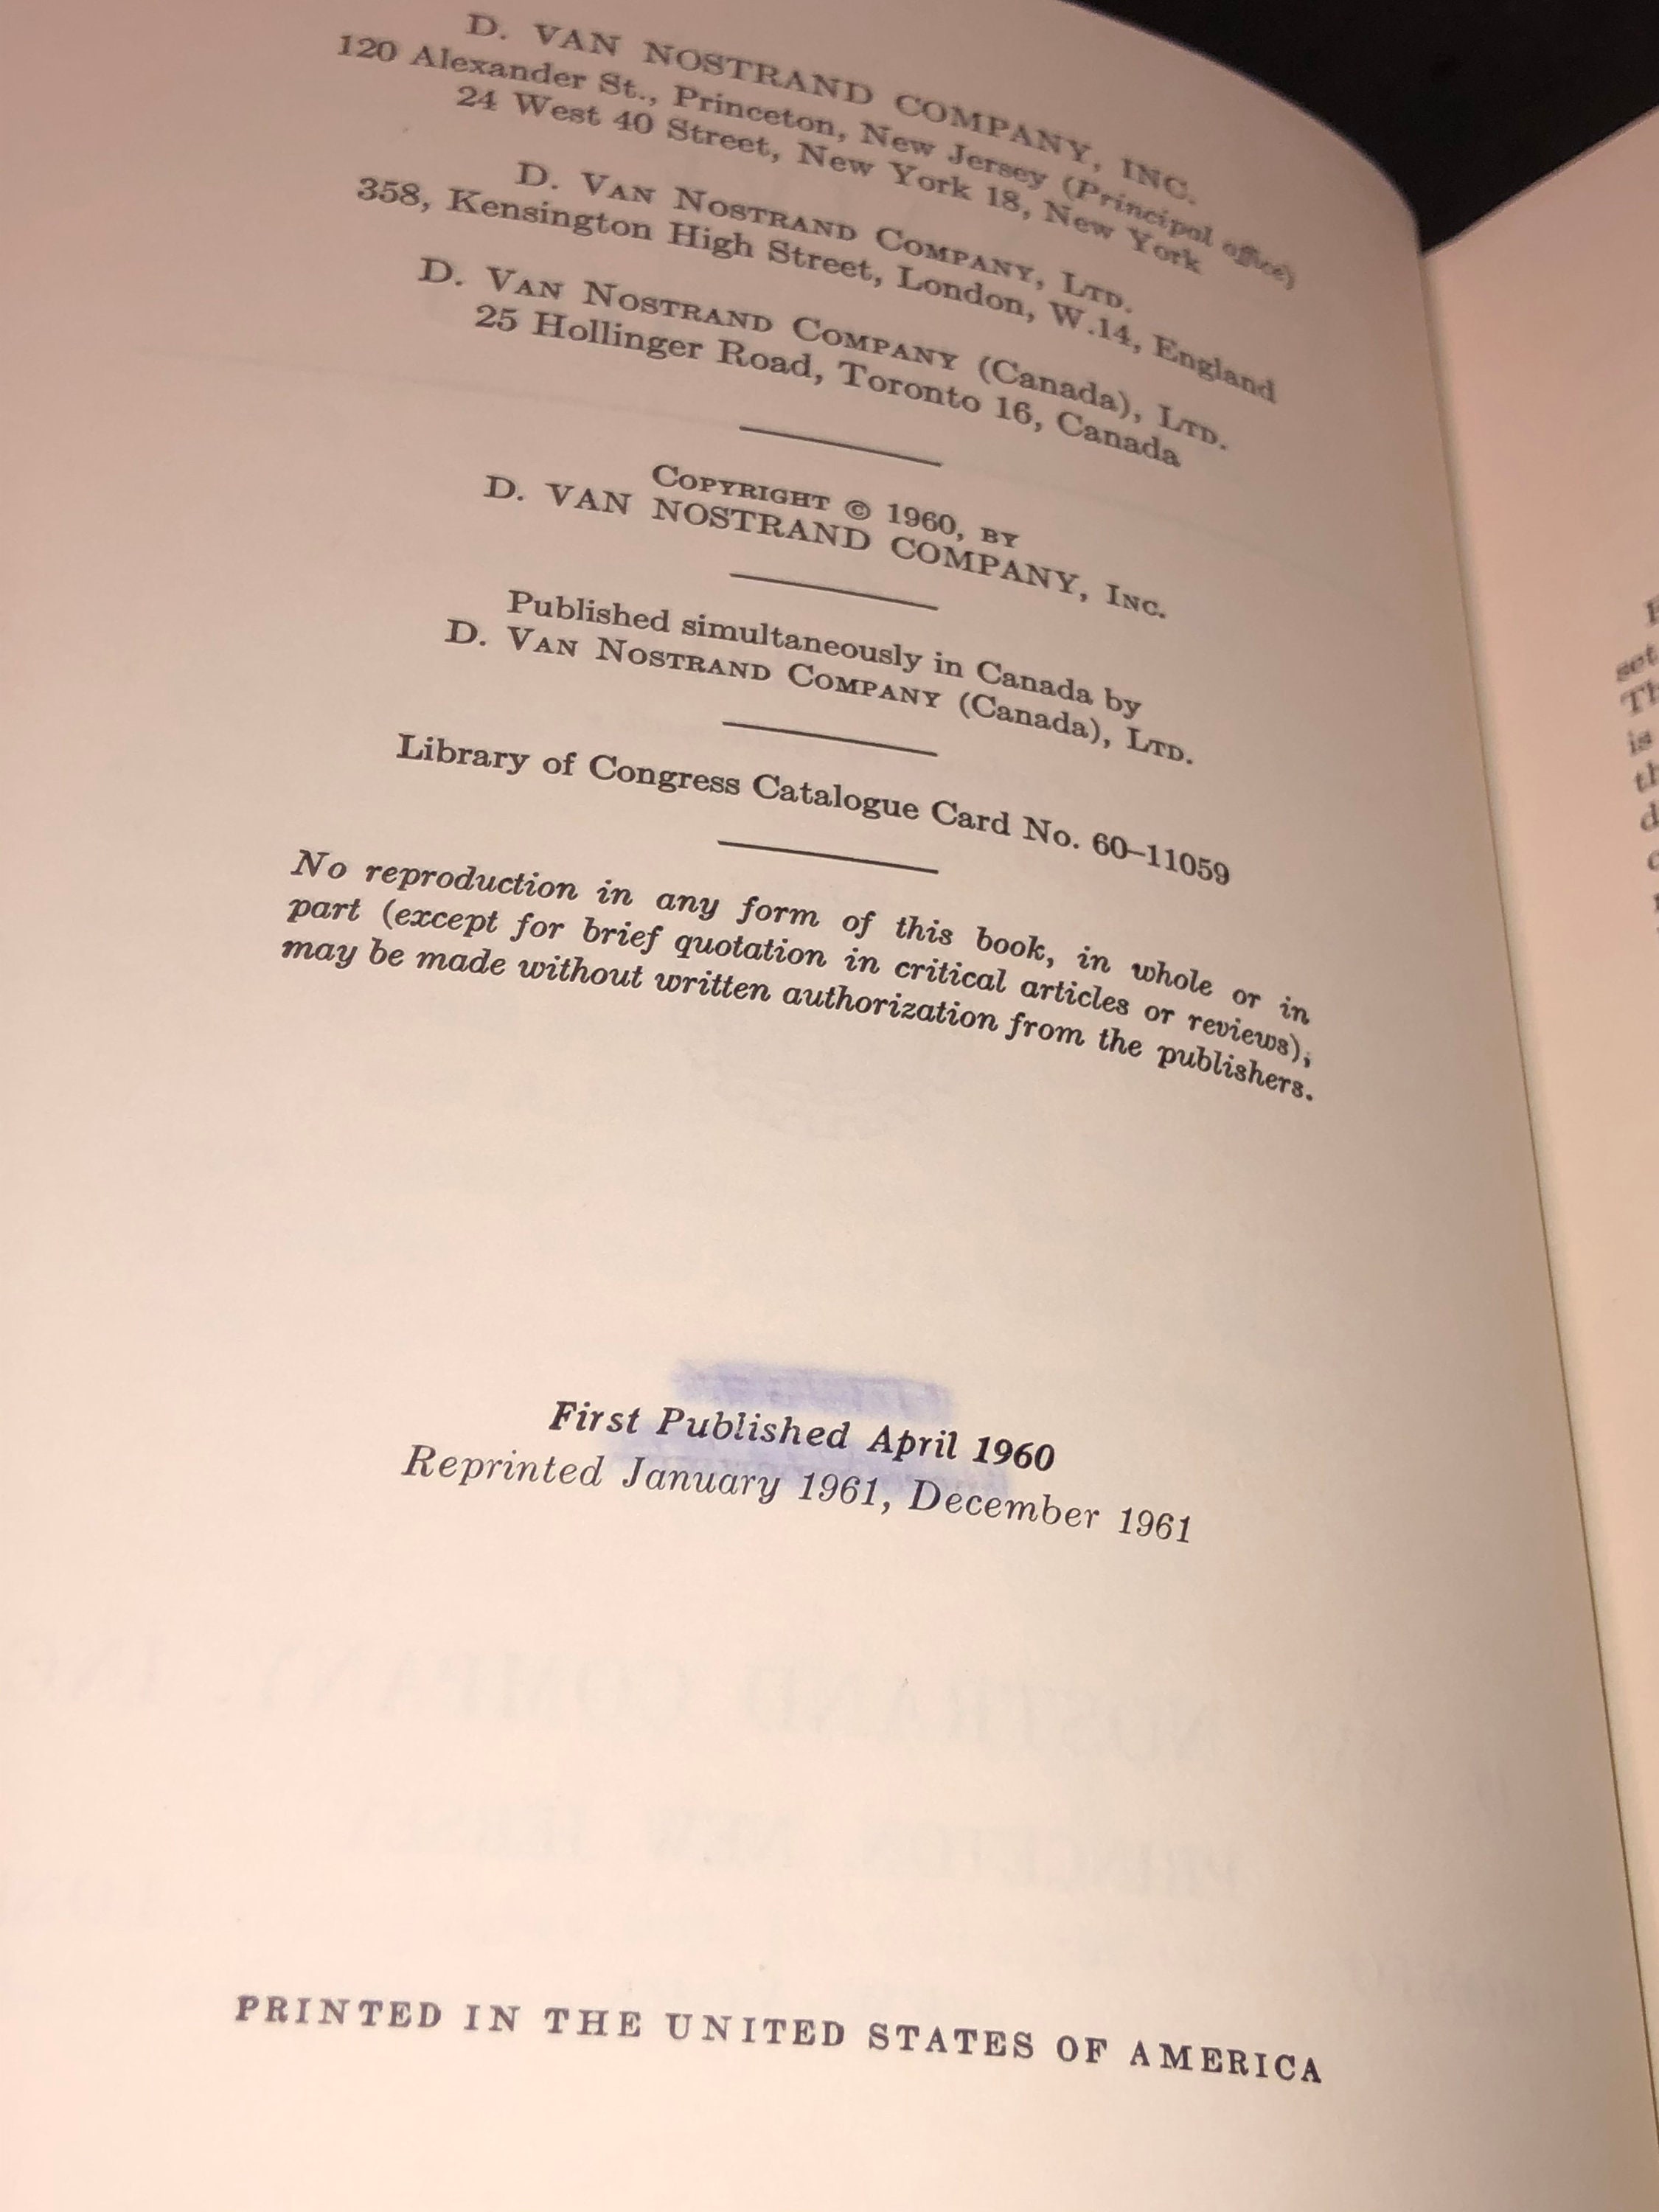 D. VAN NOSTRAND COMPANY, INC.
120 Alexander St., Princeton, New Jersey (Principal office)
24 West 40 Street, New York 18, New York
D. VAN NOSTRAND COMPANY, LTD.
358, Kensington High Street, London, W.14, England
D. VAN NOSTRAND COMPANY (Canada), LTD.
25 Hollinger Road, Toronto 16, Canada
COPYRIGHT © 1960, BY
D. VAN NOSTRAND COMPANY, INC.
Published simultaneously in Canada by
D. VAN NOSTRAND COMPANY (Canada), LTD.
Library of Congress Catalogue Card No. 60-11059
No reproduction in any form of this book, in whole or in
part (except for brief quotation in critical articles or reviews),
may be made without written authorization from the publishers.
First Published April 1960
Reprinted January 1961, December 1961
PRINTED IN THE UNITED STATES OF AMERICA